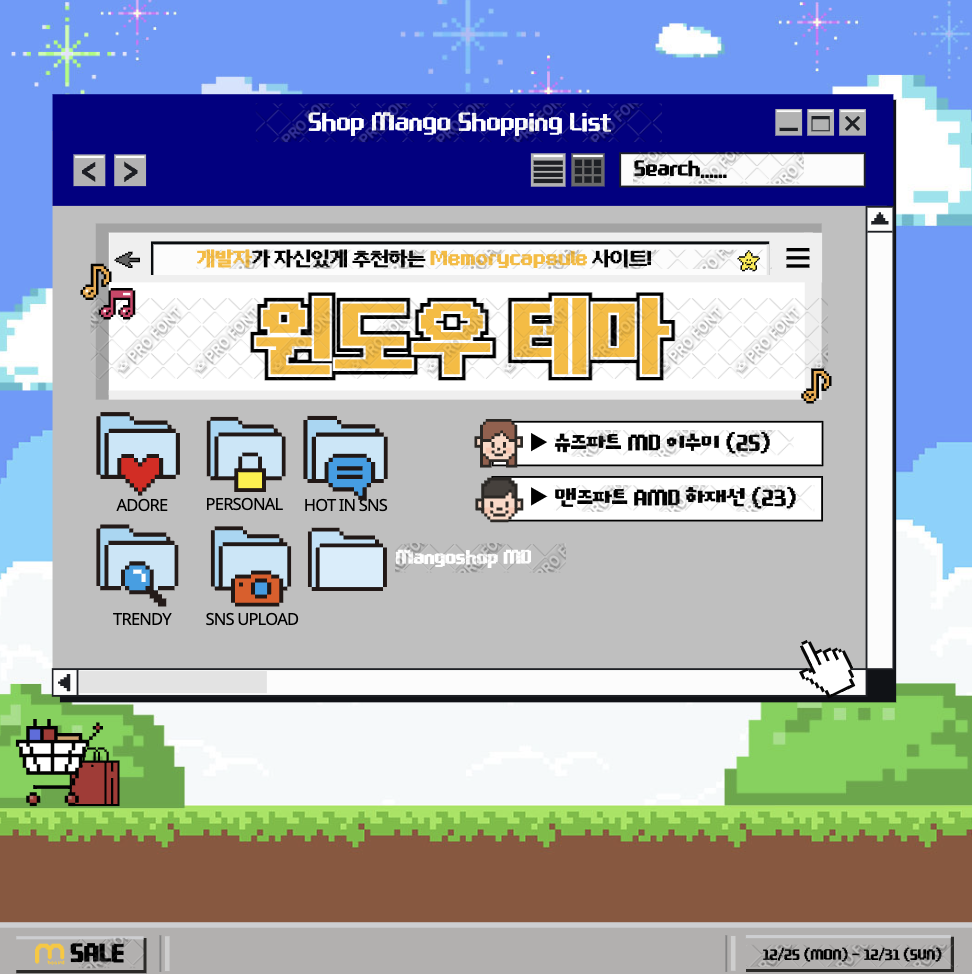 Shop Mango Shopping List
< >
Search......
개발자가 자신있게 추천하는 Memorycapsule 사이트!
윈도우 테마
ADORE
PERSONAL
HOT IN SNS
▶ 슈즈파트 MD 이수미 (25)
▶ 맨즈파트 AMD 하재선 (23)
TRENDY
SNS UPLOAD
Mangoshop MD
m SALE
12/25 (MON) - 12/31 (SUN)
PRO FONT